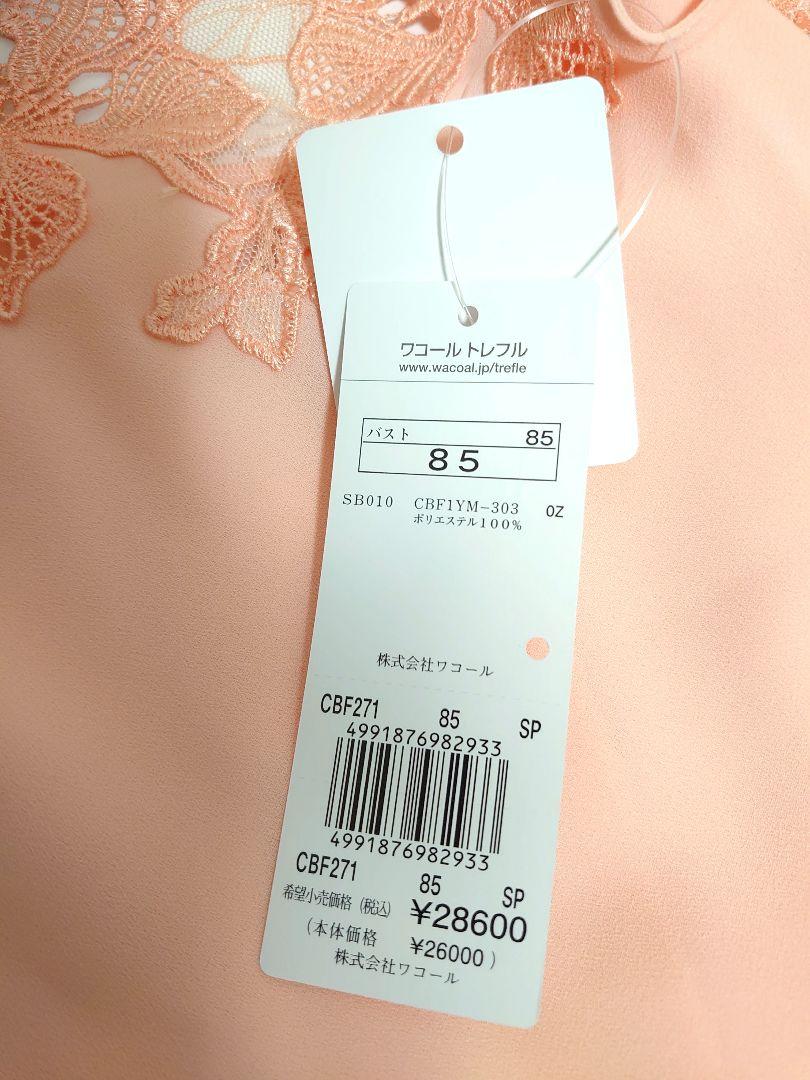 ワコール トレフル
www.wacoal.jp/trefle
バスト 85
85
SB010 CBF1YM-303 OZ
ポリエステル100%
株式会社ワコール
CBF271 85 SP
4991876982933
4991876982933
CBF271 85 SP
希望小売価格(税込) ¥28600
(本体価格 ¥26000)
株式会社ワコール